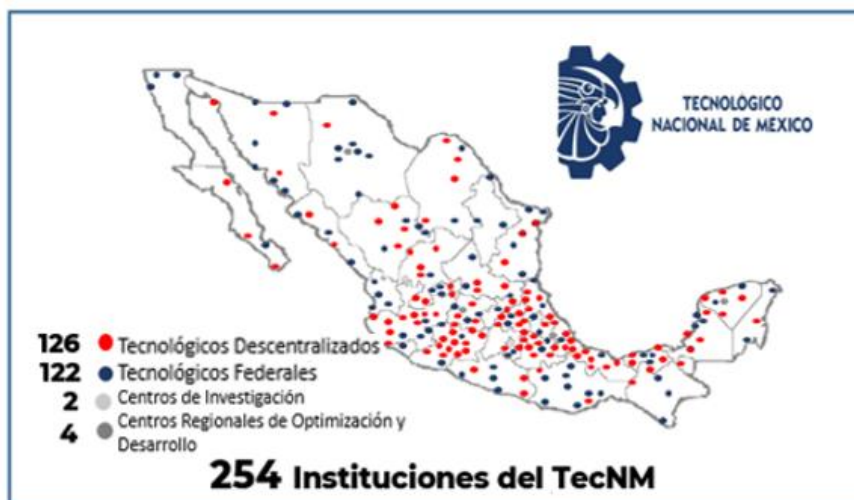 TECNOLÓGICO
NACIONAL DE MÉXICO
126 Tecnológicos Descentralizados
122 Tecnológicos Federales
2 Centros de Investigación
4 Centros Regionales de Optimización y
Desarrollo
254 Instituciones del TecNM